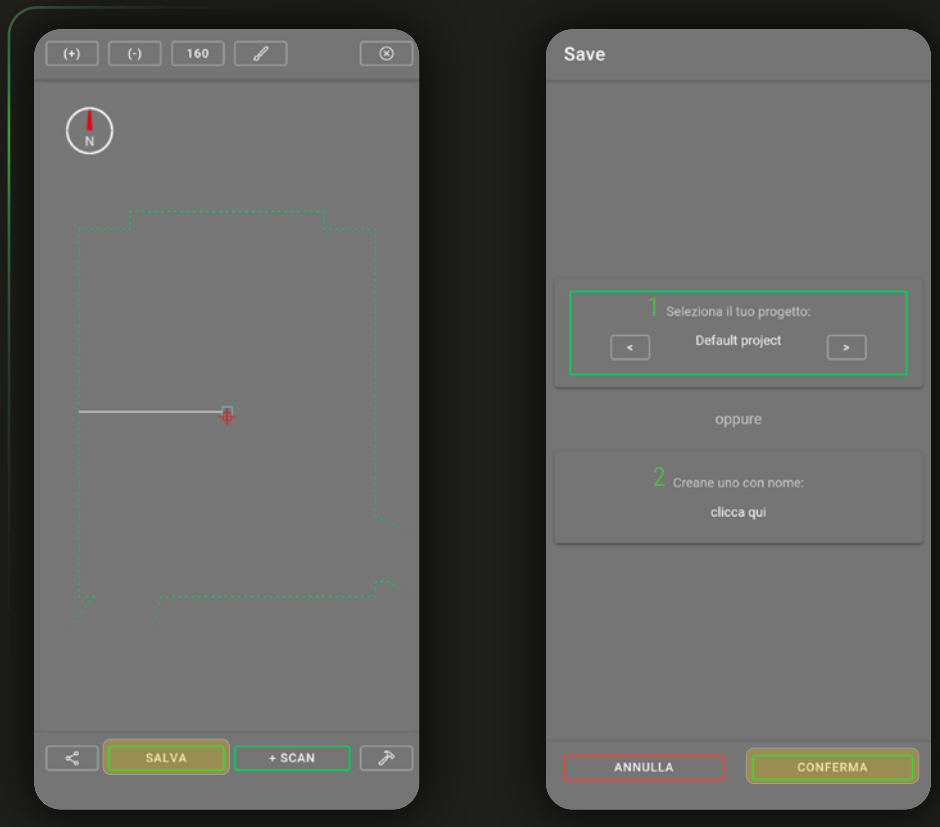 (+) (-) 160
N
SALVA + SCAN
Save
1 Seleziona il tuo progetto:
< Default project >
oppure
2 Creane uno con nome:
clicca qui
ANNULLA CONFERMA